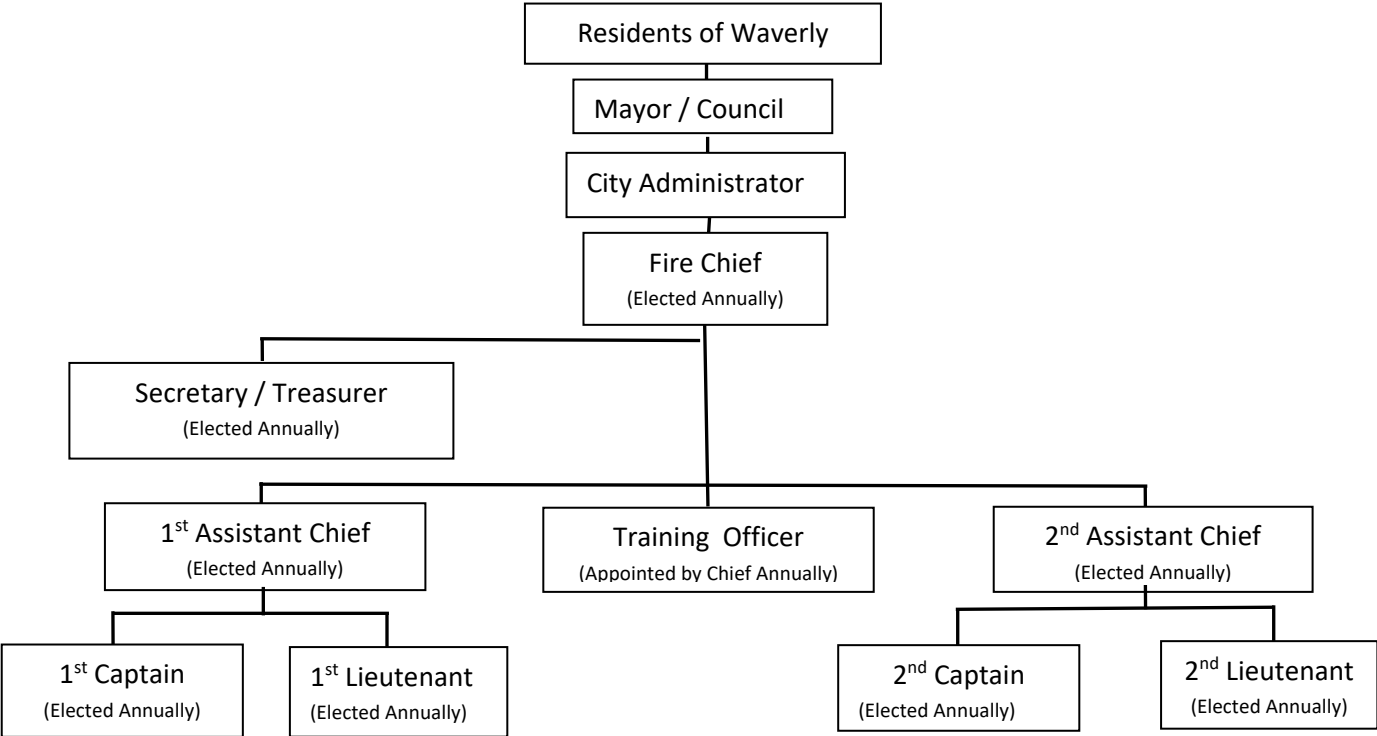 Residents of Waverly
Mayor / Council
City Administrator
Fire Chief
(Elected Annually)
Secretary / Treasurer
(Elected Annually)
1st Assistant Chief
(Elected Annually)
Training Officer
(Appointed by Chief Annually)
2nd Assistant Chief
(Elected Annually)
1st Captain
(Elected Annually)
1st Lieutenant
(Elected Annually)
2nd Captain
(Elected Annually)
2nd Lieutenant
(Elected Annually)